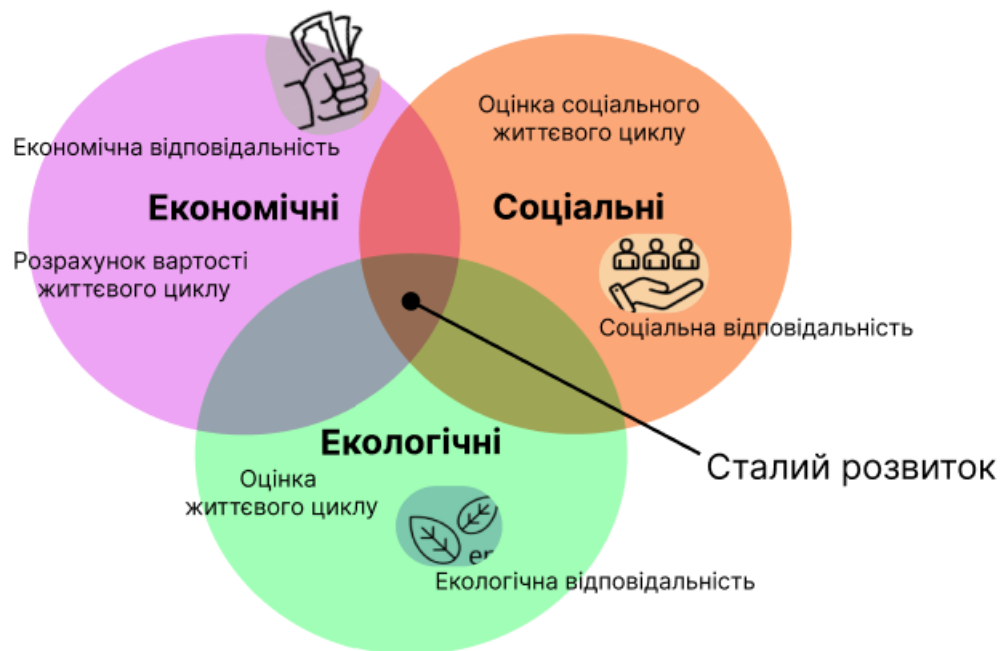 Економічна відповідальність
Економічні
Розрахунок вартості
життєвого циклу
Оцінка соціального
життєвого циклу
Соціальні
Соціальна відповідальність
Екологічні
Оцінка
життєвого циклу
er
Екологічна відповідальність
Сталий розвиток